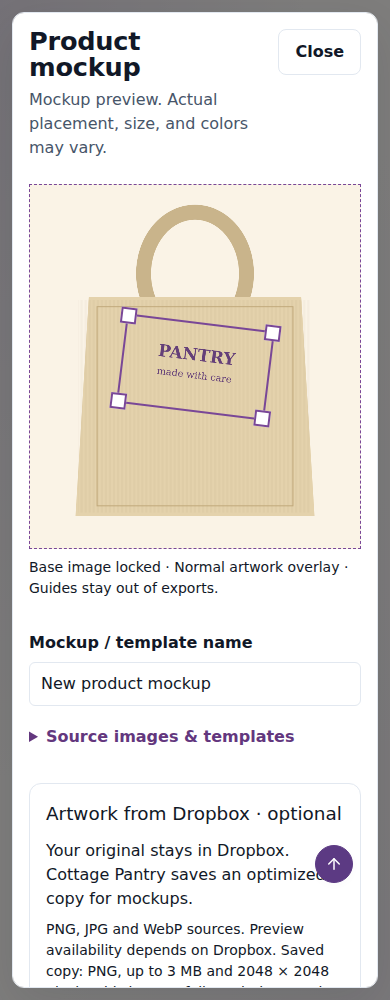 Product
mockup
Close
Mockup preview. Actual
placement, size, and colors
may vary.
PANTRY
made with care
Base image locked · Normal artwork overlay ·
Guides stay out of exports.
Mockup / template name
New product mockup
Source images & templates
Artwork from Dropbox · optional
Your original stays in Dropbox.
Cottage Pantry saves an optimized
copy for mockups.
PNG, JPG and WebP sources. Preview
availability depends on Dropbox. Saved
copy: PNG, up to 3 MB and 2048 × 2048